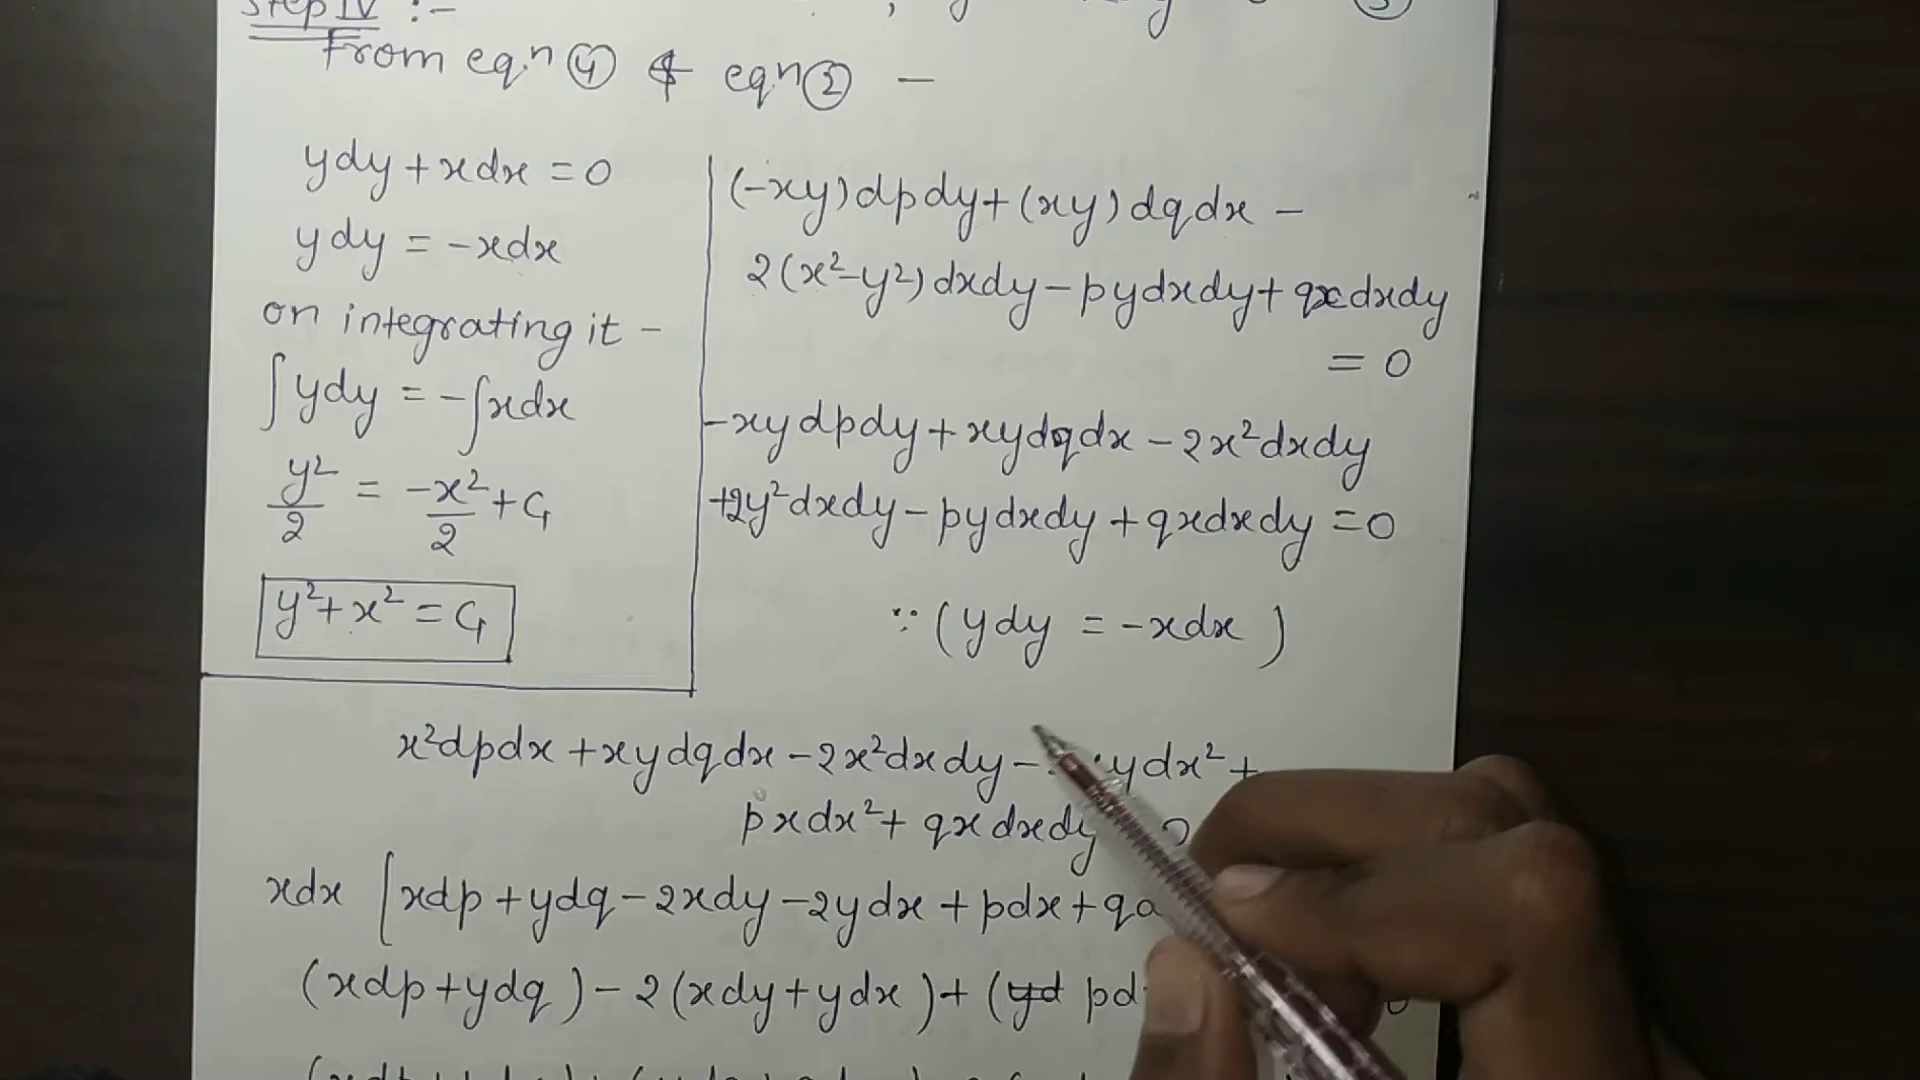 Step IV :-
From eqn ④ & eqn ② —
ydy + xdx = 0
ydy = -xdx
on integrating it -
∫ydy = -∫xdx
y²/2 = -x²/2 + C₁
y² + x² = C₁
(-xy)dpdy + (xy)dqdx -
2(x²-y²)dxdy - pydxdy + qxdxdy
= 0
-xydpdy + xydqdx - 2x²dxdy
+2y²dxdy - pydxdy + qxdxdy = 0
∵ (ydy = -xdx)
x²dpdx + xydqdx - 2x²dxdy - ydx² +
pxdx² + qxdxdy
xdx [xdp + ydq - 2xdy - 2ydx + pdx +
(xdp + ydq) - 2(xdy + ydx) + (